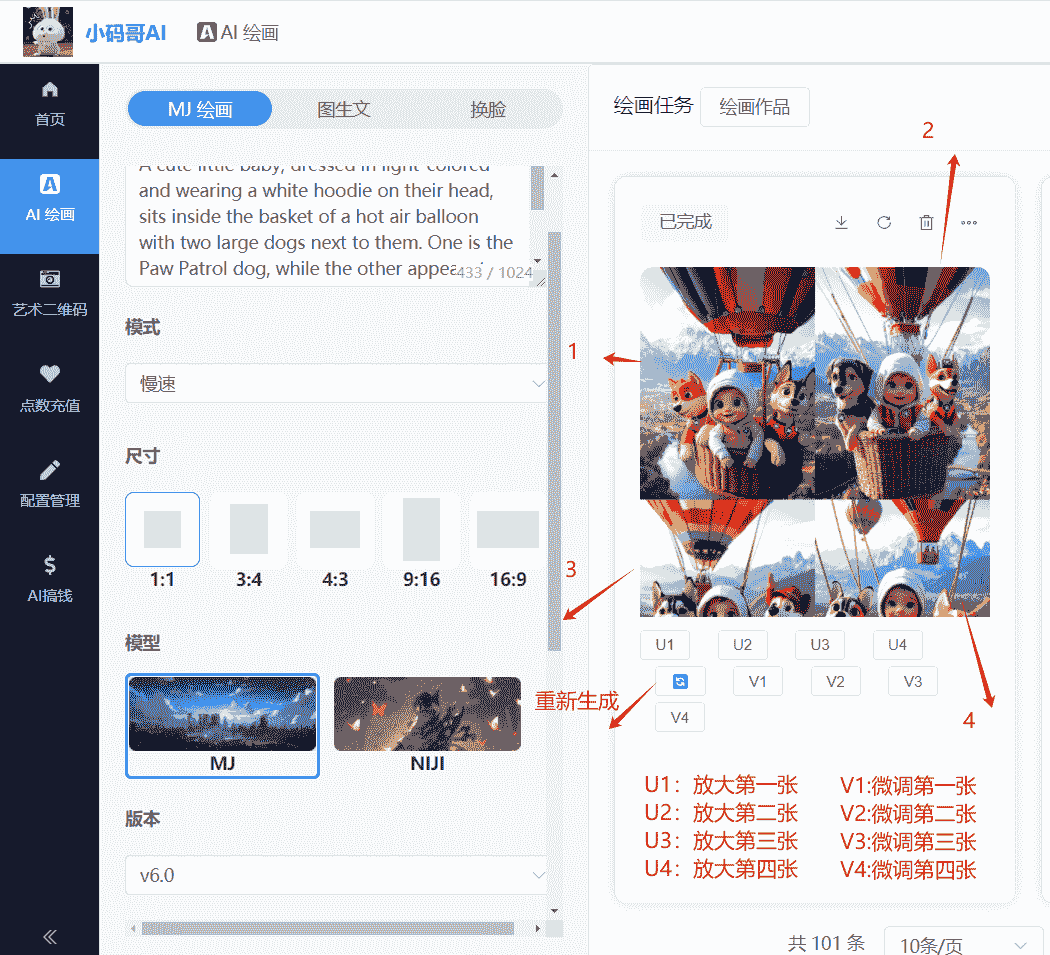 小码哥AI
AI 绘画
首页
AI 绘画
艺术二维码
点数充值
配置管理
AI搞钱
MJ 绘画
图生文
换脸
A cute little baby, dressed in light-colored
and wearing a white hoodie on their head,
sits inside the basket of a hot air balloon
with two large dogs next to them. One is the
Paw Patrol dog, while the other appea
433 / 1024
模式
慢速
尺寸
1:1
3:4
4:3
9:16
16:9
模型
MJ
NIJI
版本
v6.0
绘画任务
绘画作品
已完成
1
2
3
4
U1
U2
U3
U4
V1
V2
V3
V4
重新生成
U1：放大第一张
U2：放大第二张
U3：放大第三张
U4：放大第四张
V1:微调第一张
V2:微调第二张
V3:微调第三张
V4:微调第四张
共 101 条
10条/页